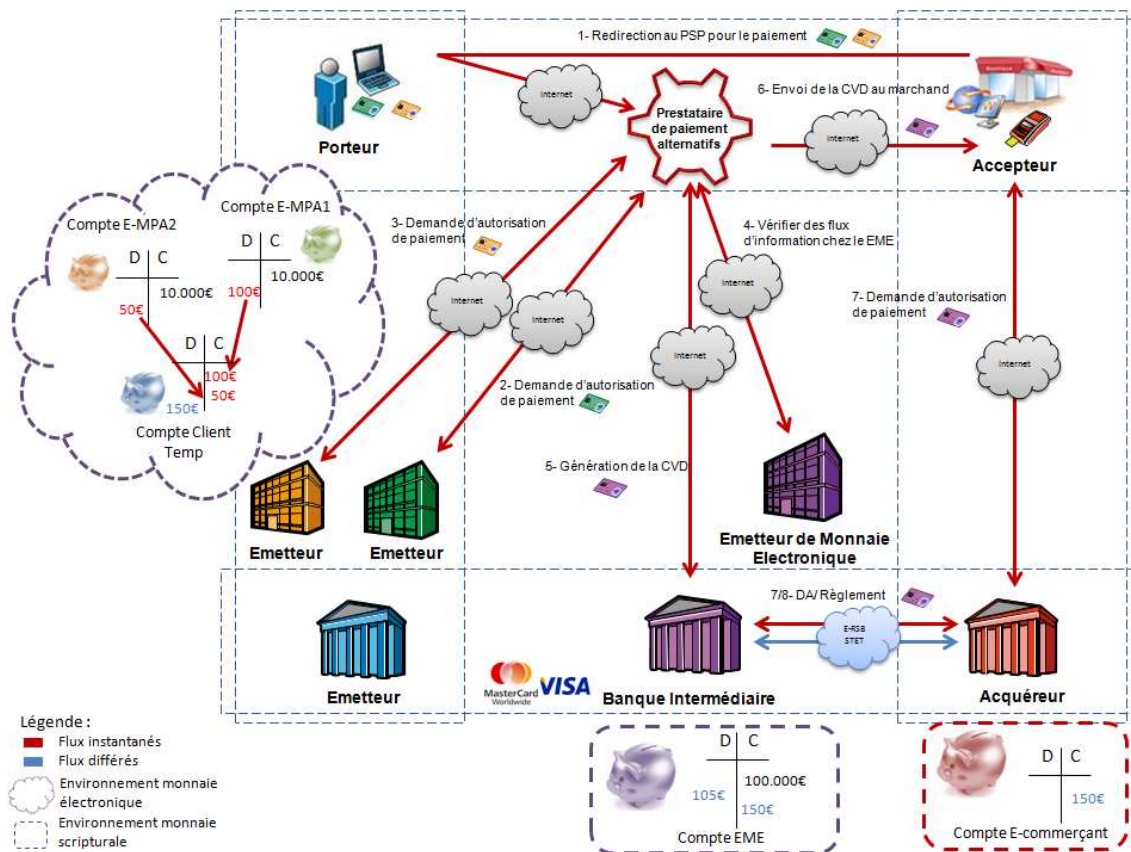 1- Redirection au PSP pour le paiement
Internet
Prestataire
de paiement
alternatifs
6- Envoi de la CVD au marchand
Internet
Porteur
Accepteur
Compte E-MPA2
D C
10.000€
50€
Compte E-MPA1
D C
10.000€
100€
D C
100€
50€
150€
Compte Client
Temp
3- Demande d'autorisation
de paiement
Internet
Internet
2- Demande d'autorisation
de paiement
4- Vérifier des flux
d'information chez le EME
Internet
Internet
7- Demande d'autorisation
de paiement
Internet
5- Génération de la CVD
Emetteur
Emetteur
Emetteur de Monnaie
Electronique
7/8- DA/ Règlement
E-RSB
STET
Emetteur
MasterCard
Worldwide
VISA
Banque Intermédiaire
Acquéreur
Légende :
Flux instantanés
Flux différés
Environnement monnaie
électronique
Environnement monnaie
scripturale
D C
100.000€
105€
150€
Compte EME
D C
150€
Compte E-commerçant